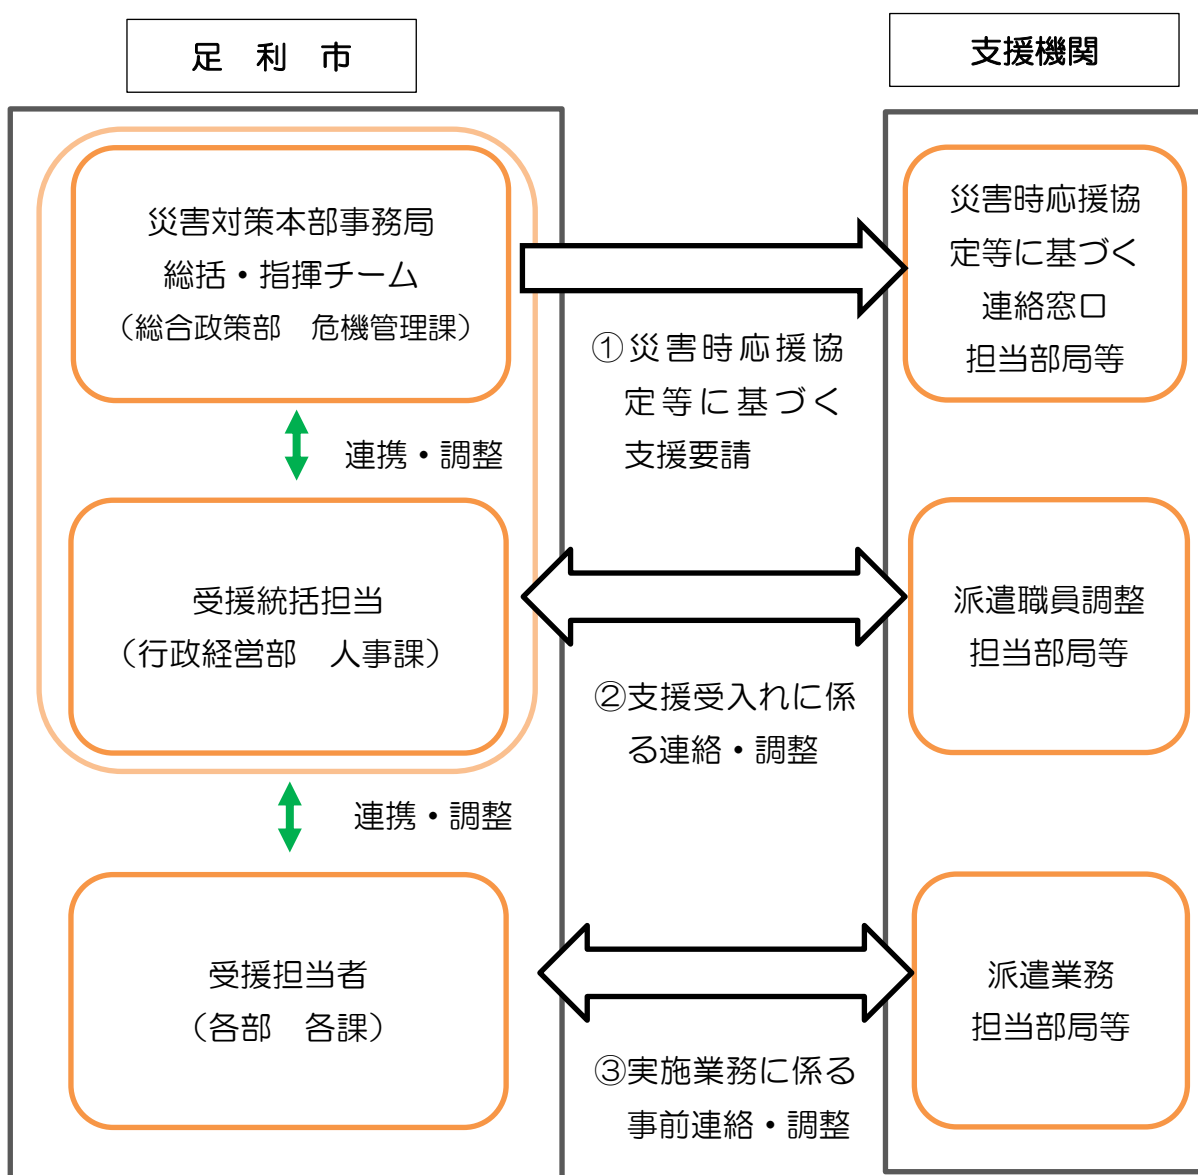 足　利　市
支援機関
災害対策本部事務局
総括・指揮チーム
（総合政策部　危機管理課）
連携・調整
受援統括担当
（行政経営部　人事課）
連携・調整
受援担当者
（各部　各課）
①災害時応援協
定等に基づく
支援要請
②支援受入れに係
る連絡・調整
③実施業務に係る
事前連絡・調整
災害時応援協
定等に基づく
連絡窓口
担当部局等
派遣職員調整
担当部局等
派遣業務
担当部局等